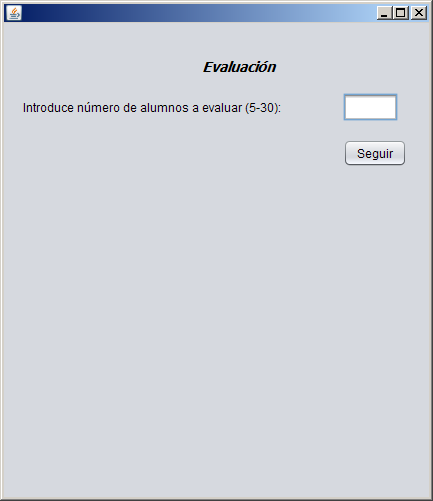 Evaluación
Introduce número de alumnos a evaluar (5-30):
Seguir